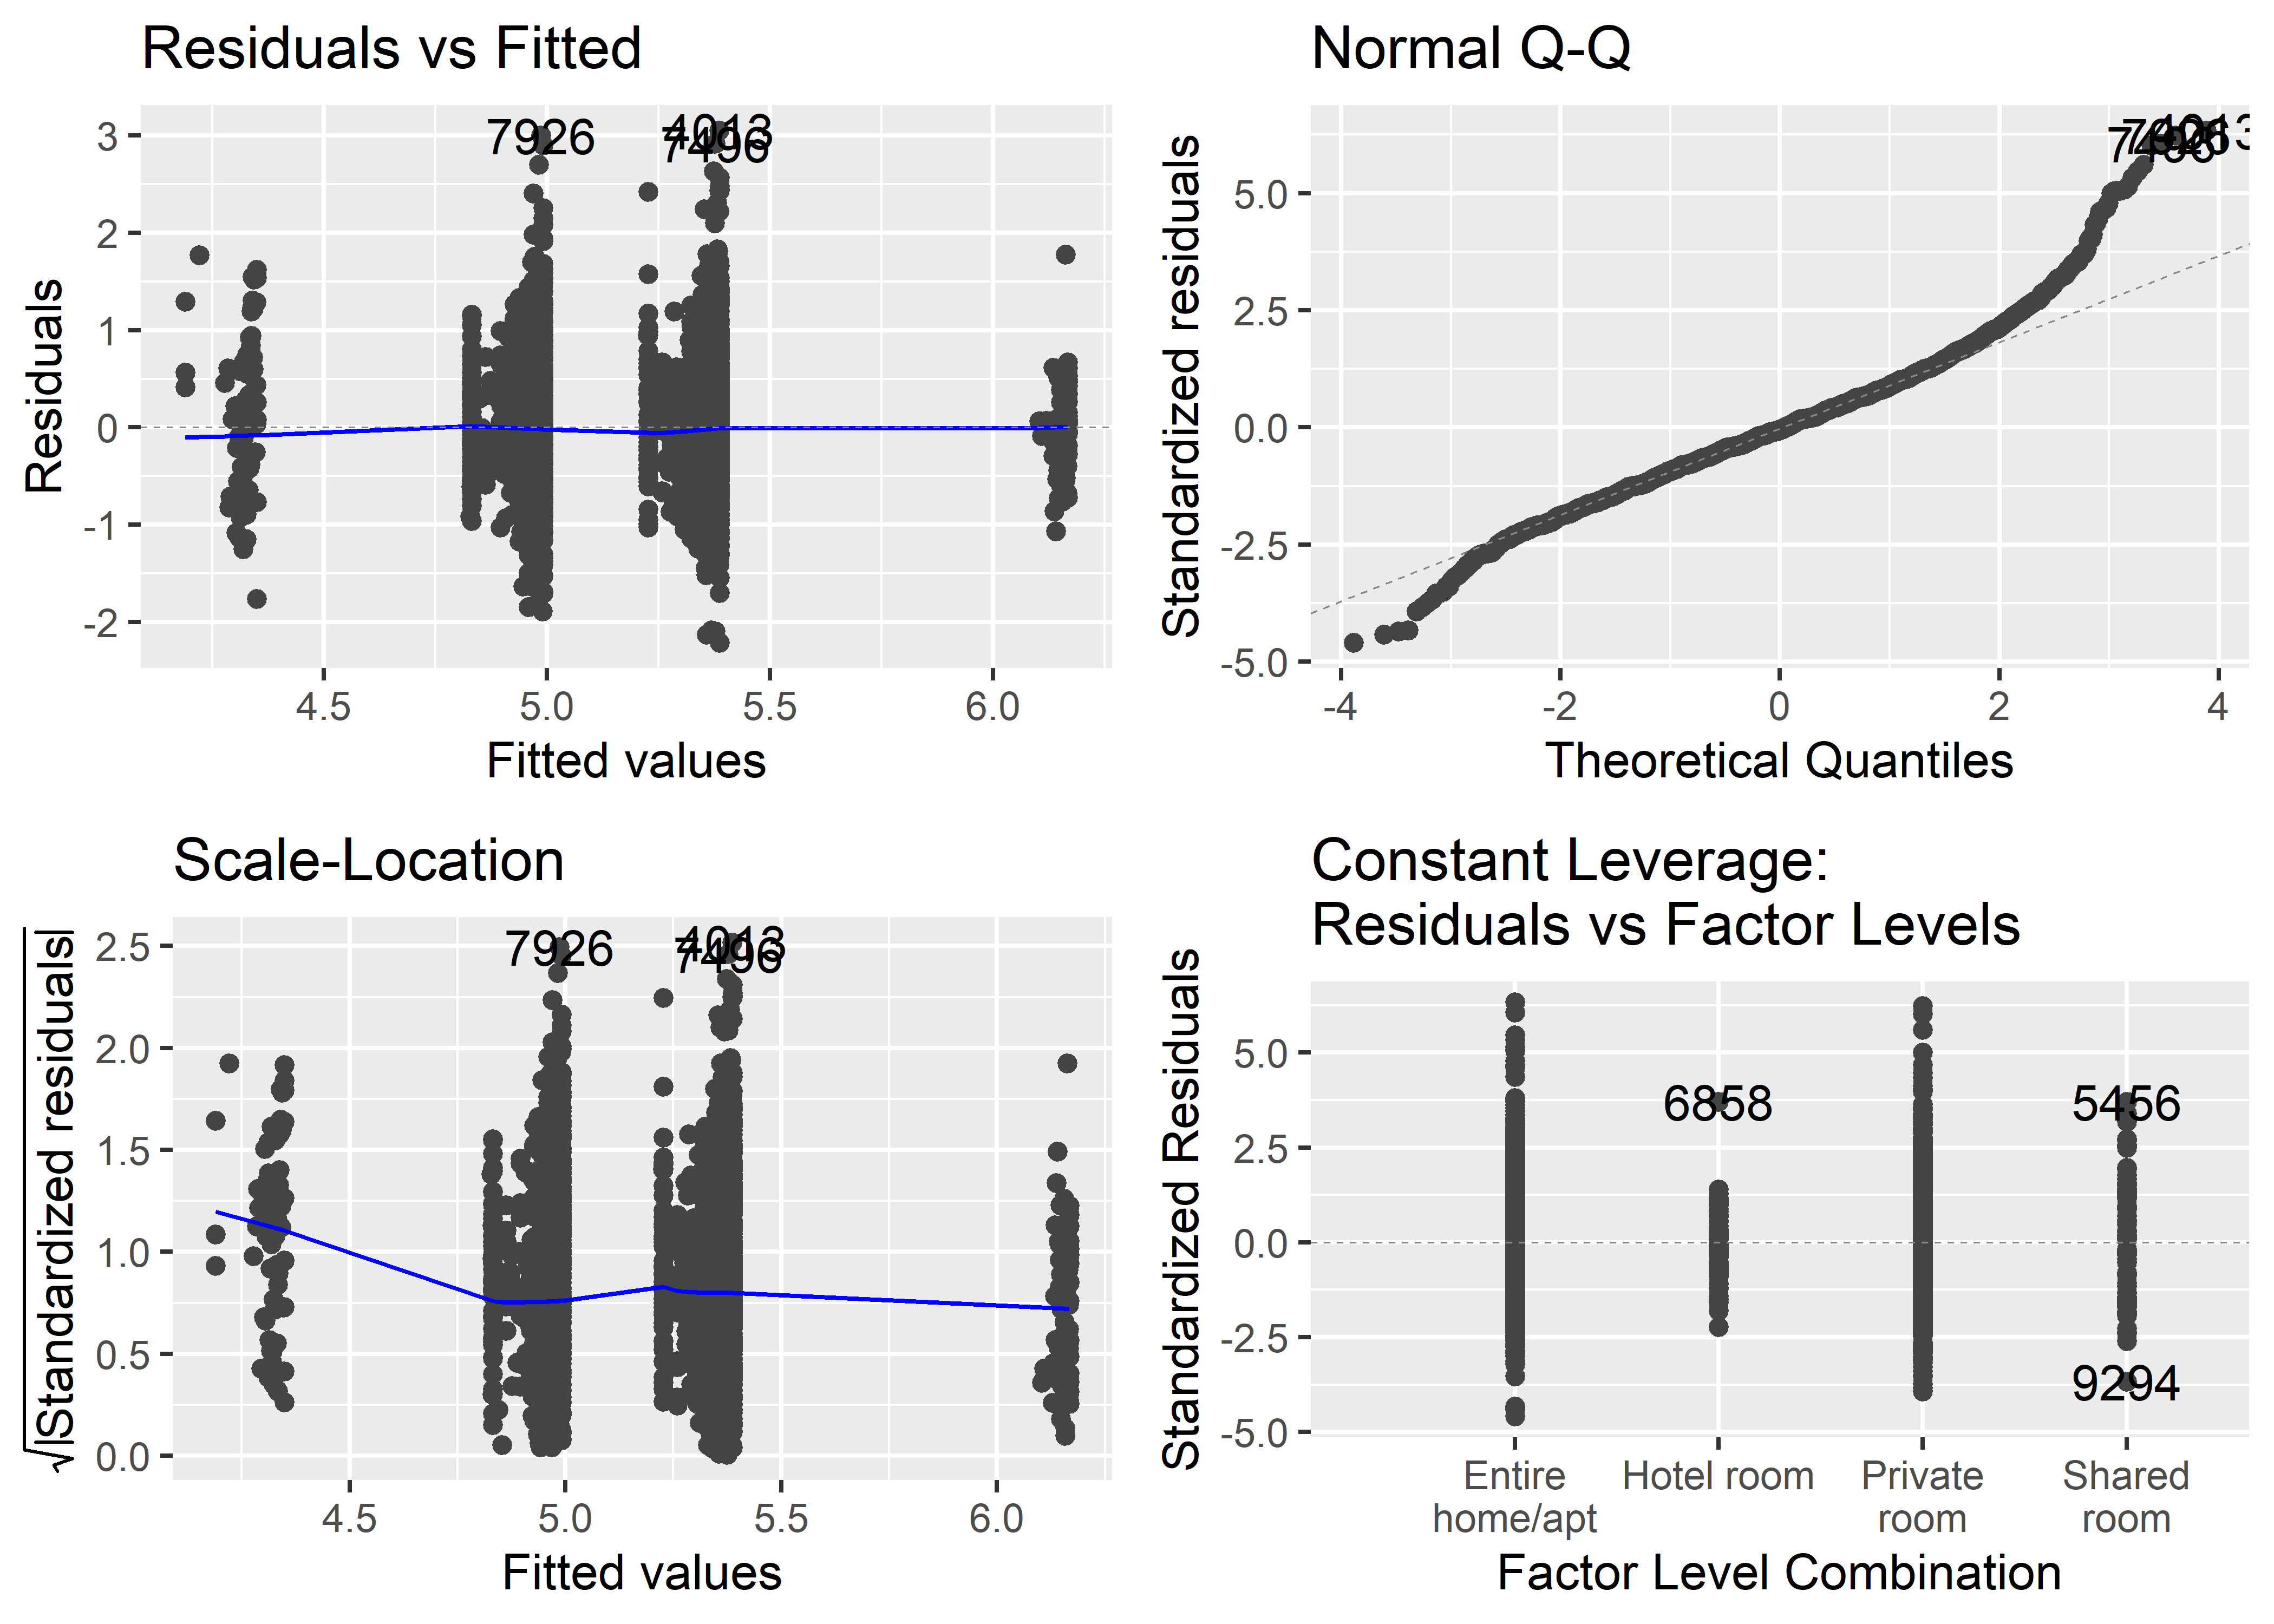 Residuals vs Fitted
3
2
1
0
-1
-2
Residuals
7926
4013
7496
4.5 5.0 5.5 6.0
Fitted values
Normal Q-Q
5.0
2.5
0.0
-2.5
-5.0
Standardized residuals
-4 -2 0 2 4
Theoretical Quantiles
Scale-Location
2.5
2.0
1.5
1.0
0.5
0.0
√|Standardized residuals|
7926
4013
7496
4.5 5.0 5.5 6.0
Fitted values
Constant Leverage:
Residuals vs Factor Levels
5.0
2.5
0.0
-2.5
-5.0
Standardized Residuals
6858
5456
9294
Entire Hotel room Private Shared
home/apt room room
Factor Level Combination